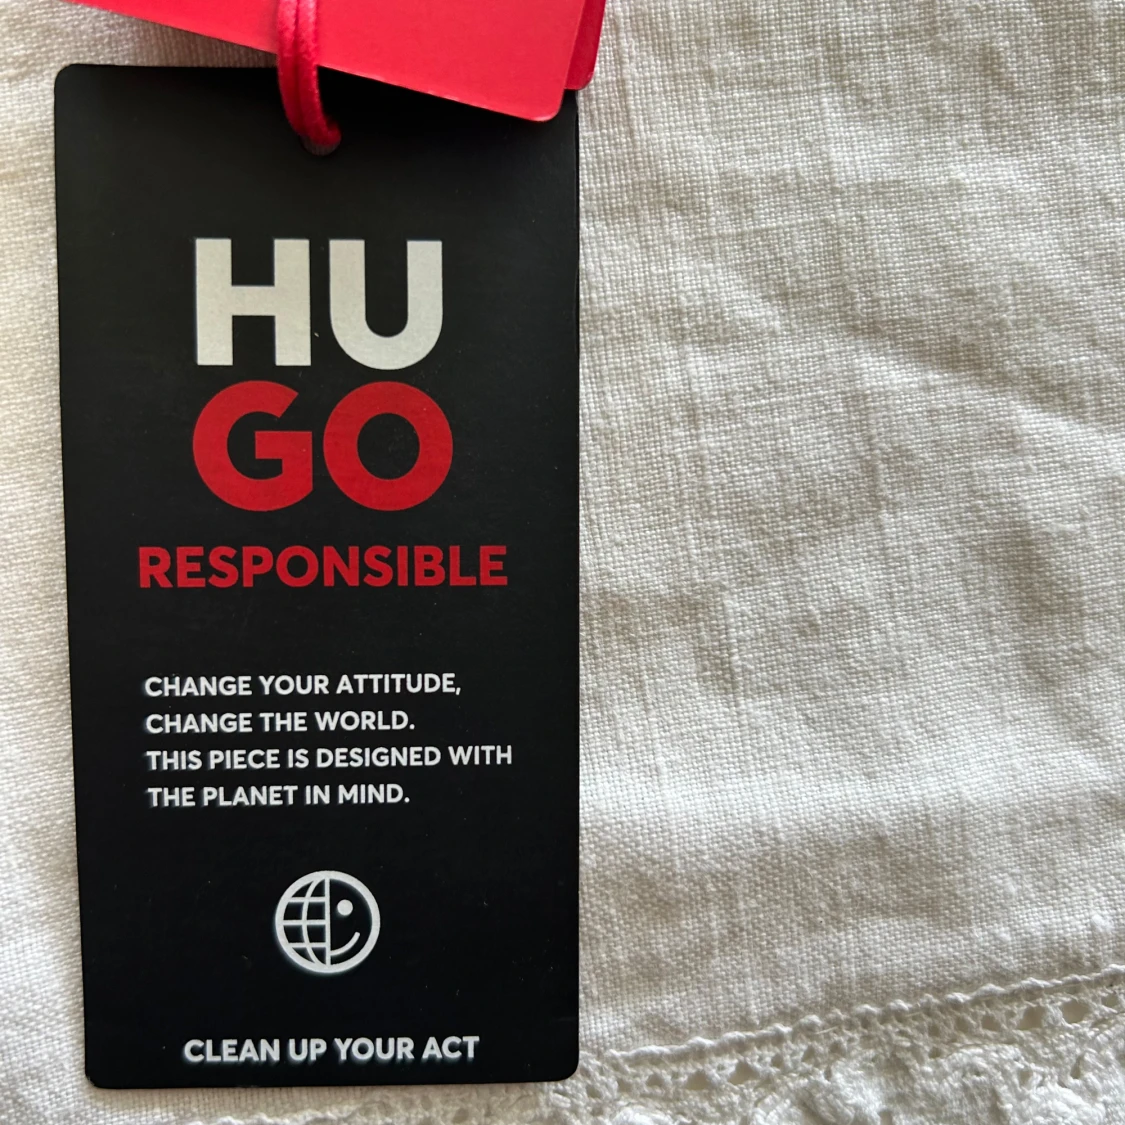 HU
GO
RESPONSIBLE
CHANGE YOUR ATTITUDE,
CHANGE THE WORLD.
THIS PIECE IS DESIGNED WITH
THE PLANET IN MIND.
CLEAN UP YOUR ACT